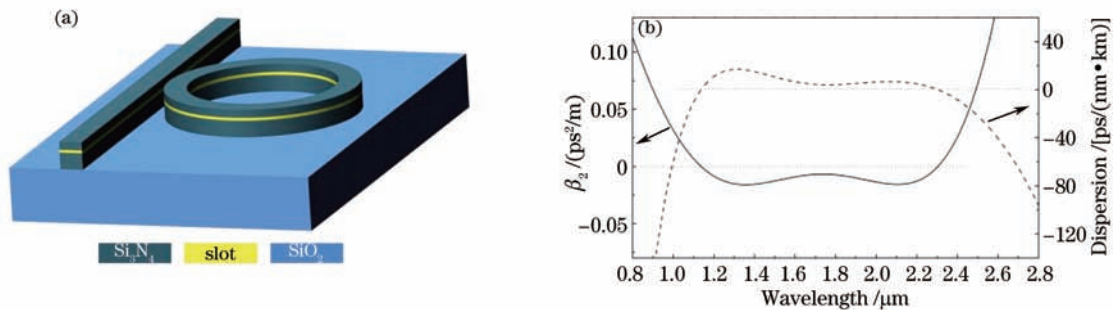 (a)
Si₃N₄
slot
SiO₂
(b)
β₂ /(ps²/m)
0.10
0.05
0
−0.05
0.8 1.0 1.2 1.4 1.6 1.8 2.0 2.2 2.4 2.6 2.8
Wavelength /μm
40
0
−40
−80
−120
Dispersion /[ps/(nm•km)]